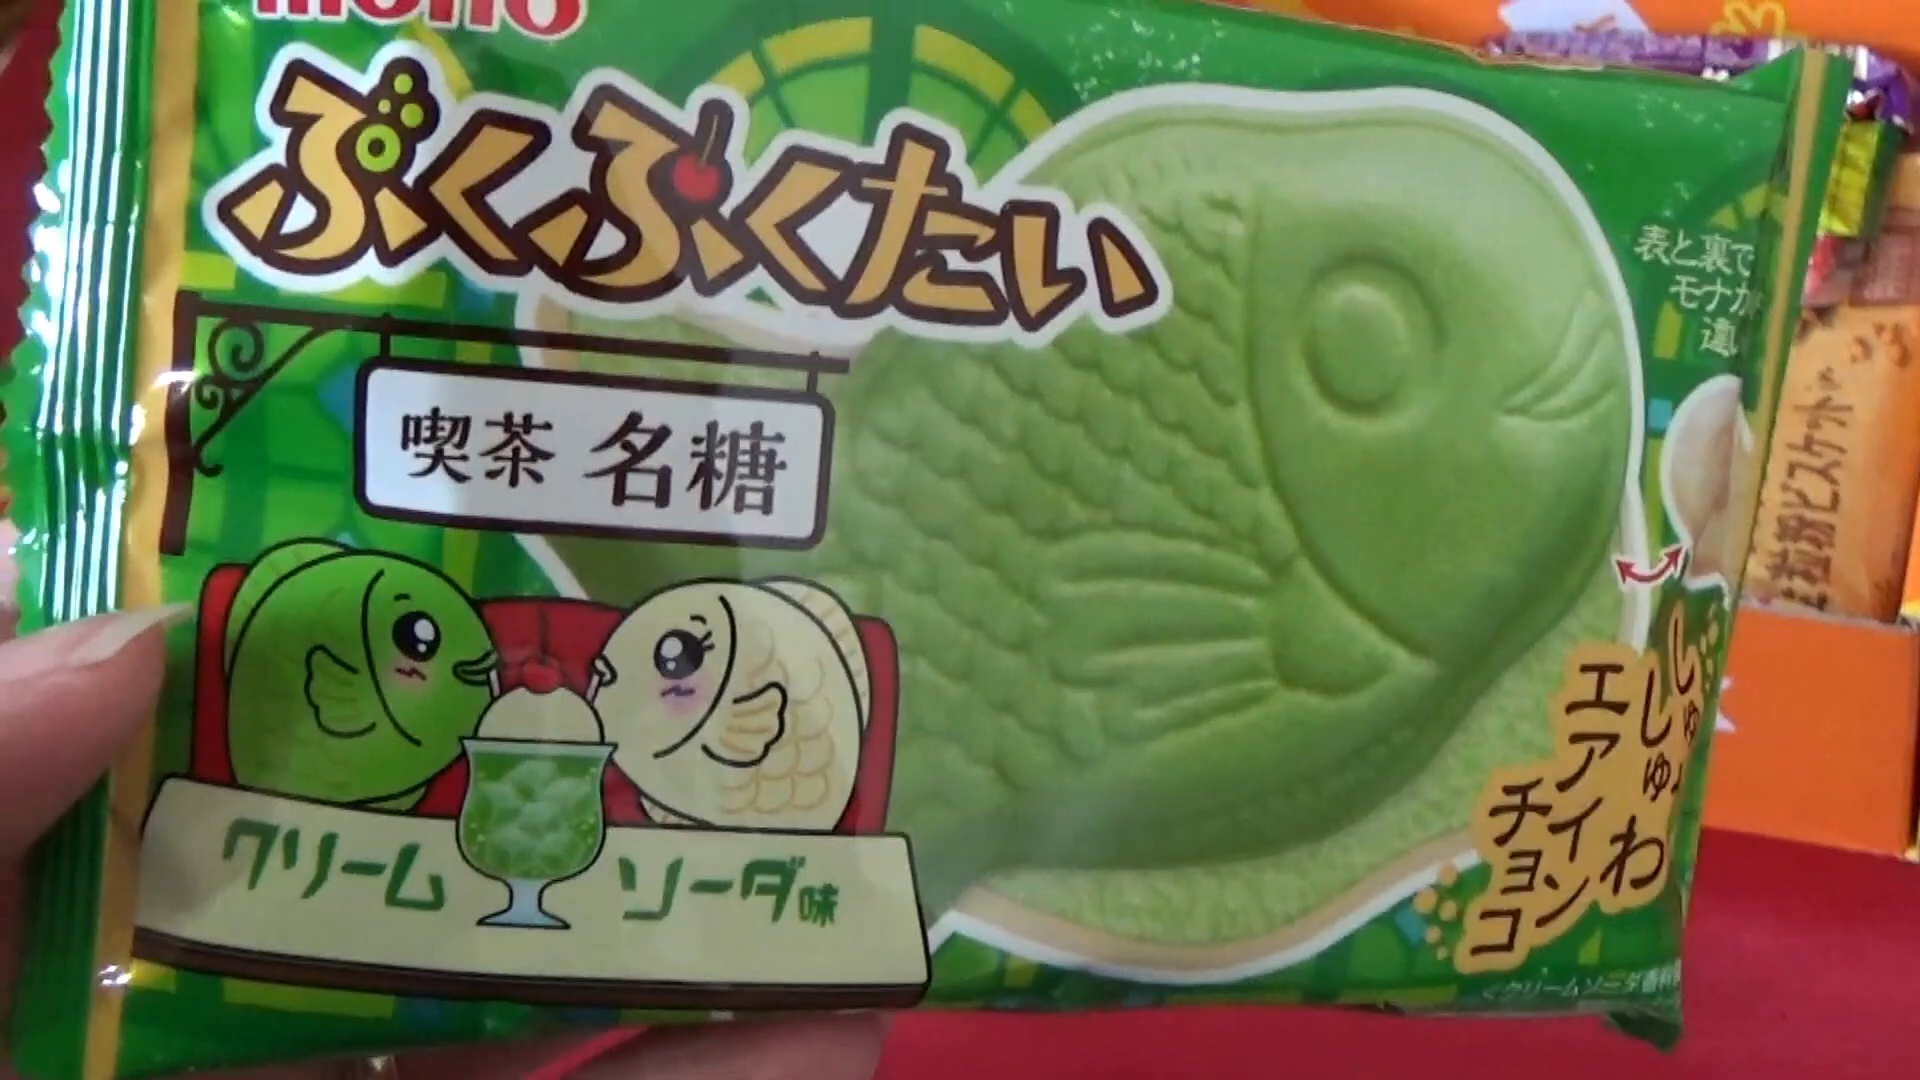 ぷくぷくたい
喫茶 名糖
クリームソーダ味
表と裏で
モナカが
違い
しゅわしゅわ
エアイン
チョコ